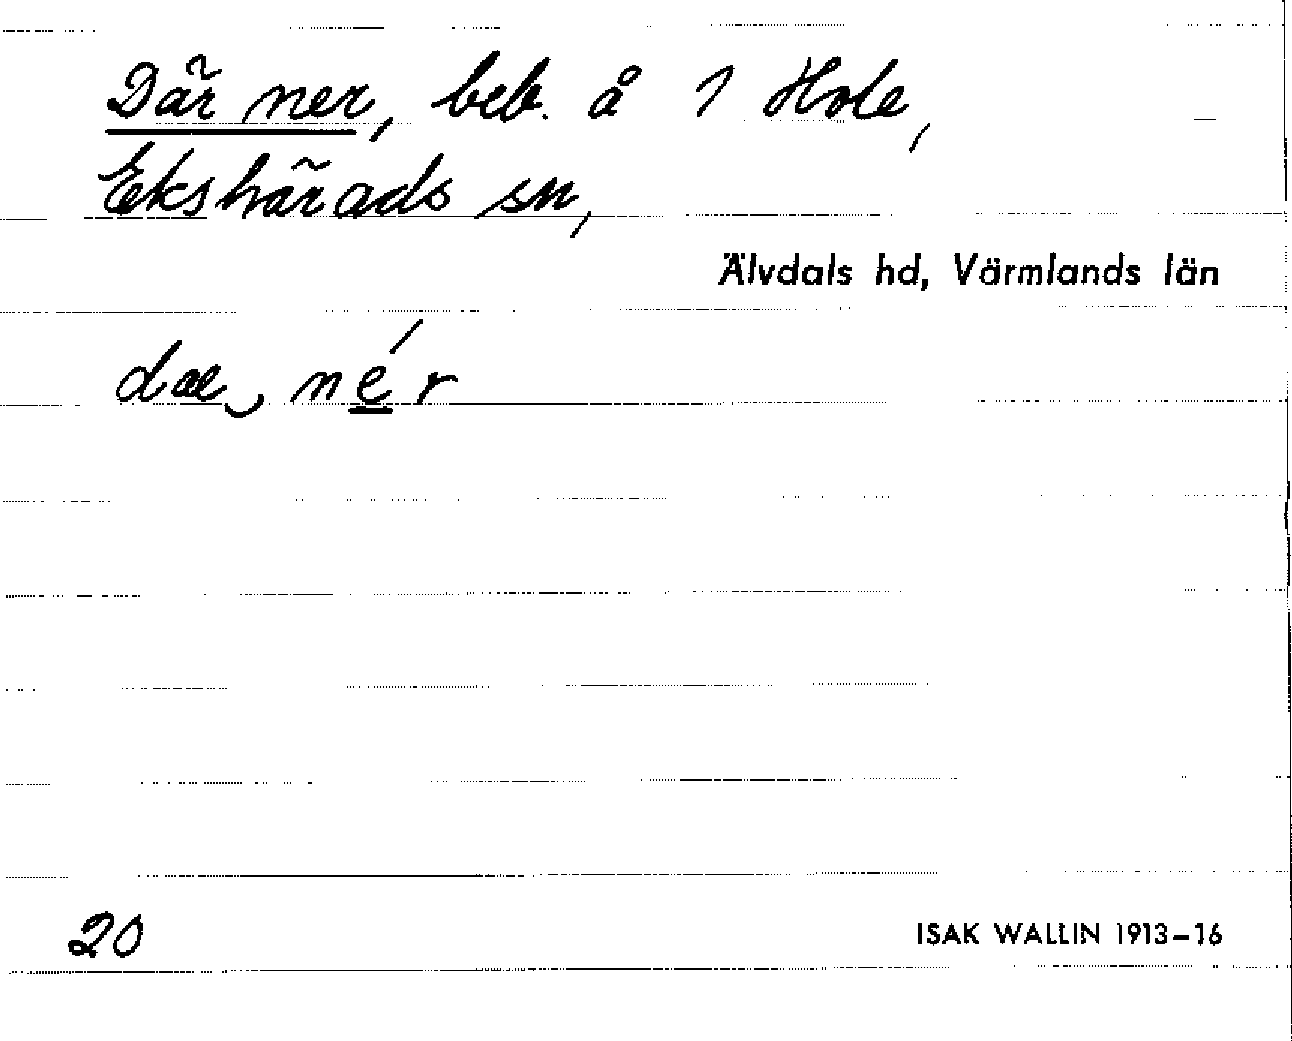 Där ner, beb. å 1 Hole,
Ekshärads sn,
Älvdals hd, Värmlands län
dæ‿ nér
20
ISAK WALLIN 1913–16